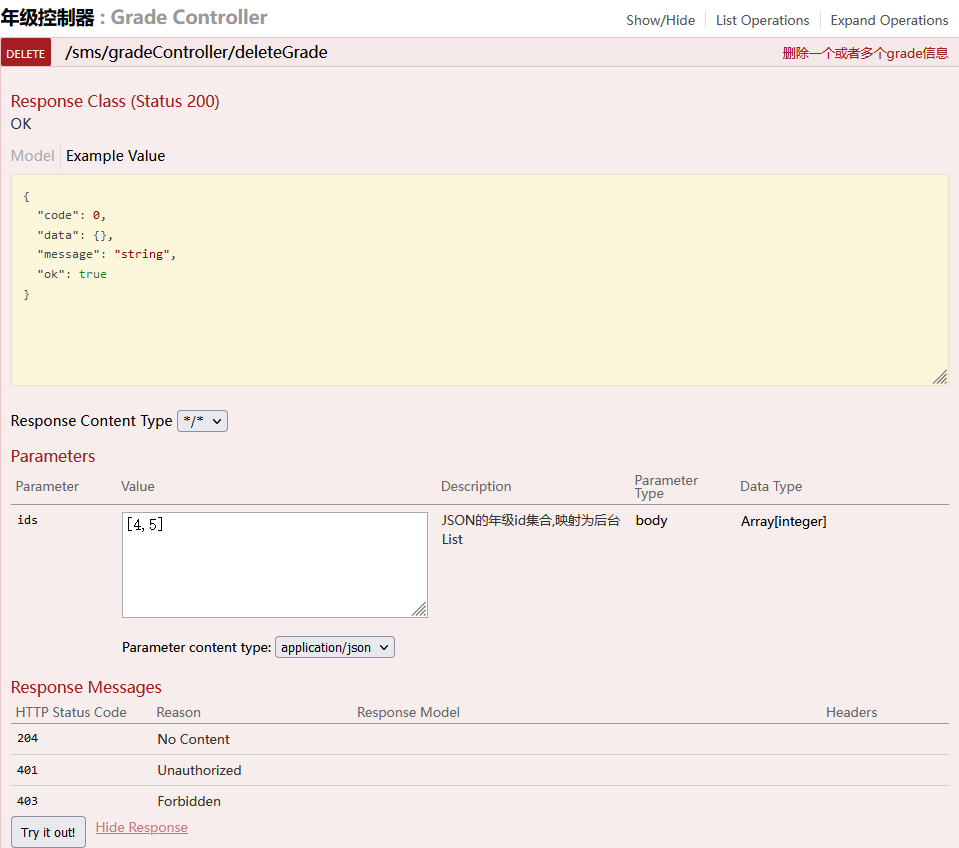 年级控制器 : Grade Controller
Show/Hide
List Operations
Expand Operations
DELETE
/sms/gradeController/deleteGrade
删除一个或者多个grade信息
Response Class (Status 200)
OK
Model
Example Value
{
"code": 0,
"data": {},
"message": "string",
"ok": true
}
Response Content Type */*
Parameters
Parameter
Value
Description
Parameter Type
Data Type
ids
[4,5]
JSON的年级id集合,映射为后台
List
body
Array[integer]
Parameter content type: application/json
Response Messages
HTTP Status Code
Reason
Response Model
Headers
204
No Content
401
Unauthorized
403
Forbidden
Try it out!
Hide Response